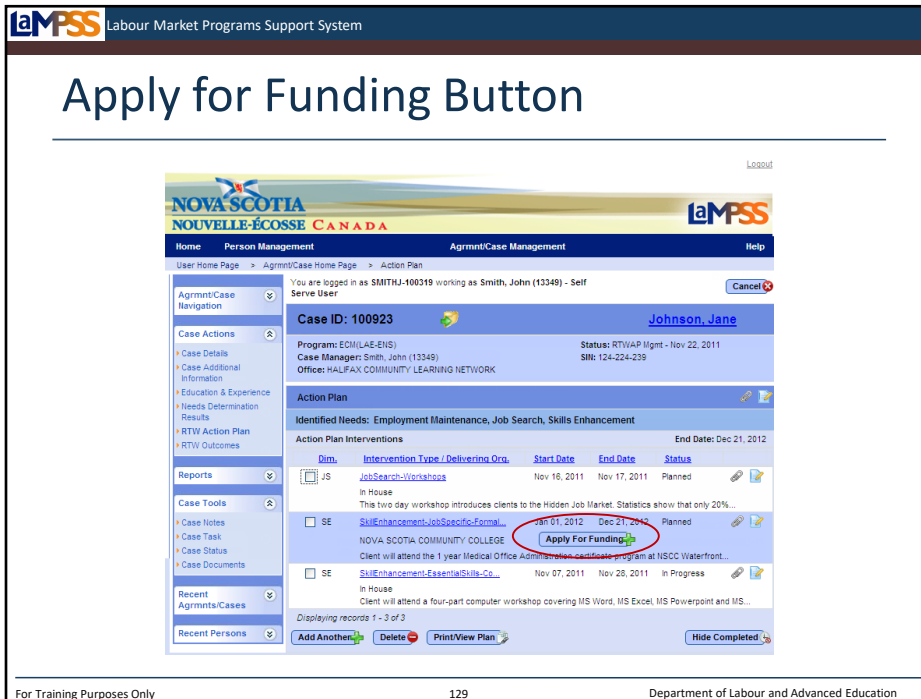 LaMPSS Labour Market Programs Support System
Apply for Funding Button
Logout
NOVA SCOTIA
NOUVELLE-ÉCOSSE CANADA
LaMPSS
Home Person Management Agrmnt/Case Management Help
User Home Page > Agrmnt/Case Home Page > Action Plan
You are logged in as SMITHJ-100319 working as Smith, John (13349) - Self Serve User
Cancel
Agrmnt/Case Navigation
Case Actions
Case Details
Case Additional Information
Education & Experience
Needs Determination Results
RTW Action Plan
RTW Outcomes
Reports
Case Tools
Case Notes
Case Task
Case Status
Case Documents
Recent Agrmnts/Cases
Recent Persons
Case ID: 100923 Johnson, Jane
Program: ECM(LAE-ENS) Status: RTWAP Mgmt - Nov 22, 2011
Case Manager: Smith, John (13349) SIN: 124-224-239
Office: HALIFAX COMMUNITY LEARNING NETWORK
Action Plan
Identified Needs: Employment Maintenance, Job Search, Skills Enhancement
Action Plan Interventions End Date: Dec 21, 2012
Dim. Intervention Type / Delivering Org. Start Date End Date Status
JS JobSearch-Workshops Nov 16, 2011 Nov 17, 2011 Planned
In House
This two day workshop introduces clients to the Hidden Job Market. Statistics show that only 20%...
SE SkillEnhancement-JobSpecific-Formal... Jan 01, 2012 Dec 21, 2012 Planned
NOVA SCOTIA COMMUNITY COLLEGE Apply For Funding
Client will attend the 1 year Medical Office Administration certificate program at NSCC Waterfront...
SE SkillEnhancement-EssentialSkills-Co... Nov 07, 2011 Nov 28, 2011 In Progress
In House
Client will attend a four-part computer workshop covering MS Word, MS Excel, MS Powerpoint and MS...
Displaying records 1 - 3 of 3
Add Another Delete Print/View Plan Hide Completed
For Training Purposes Only 129 Department of Labour and Advanced Education